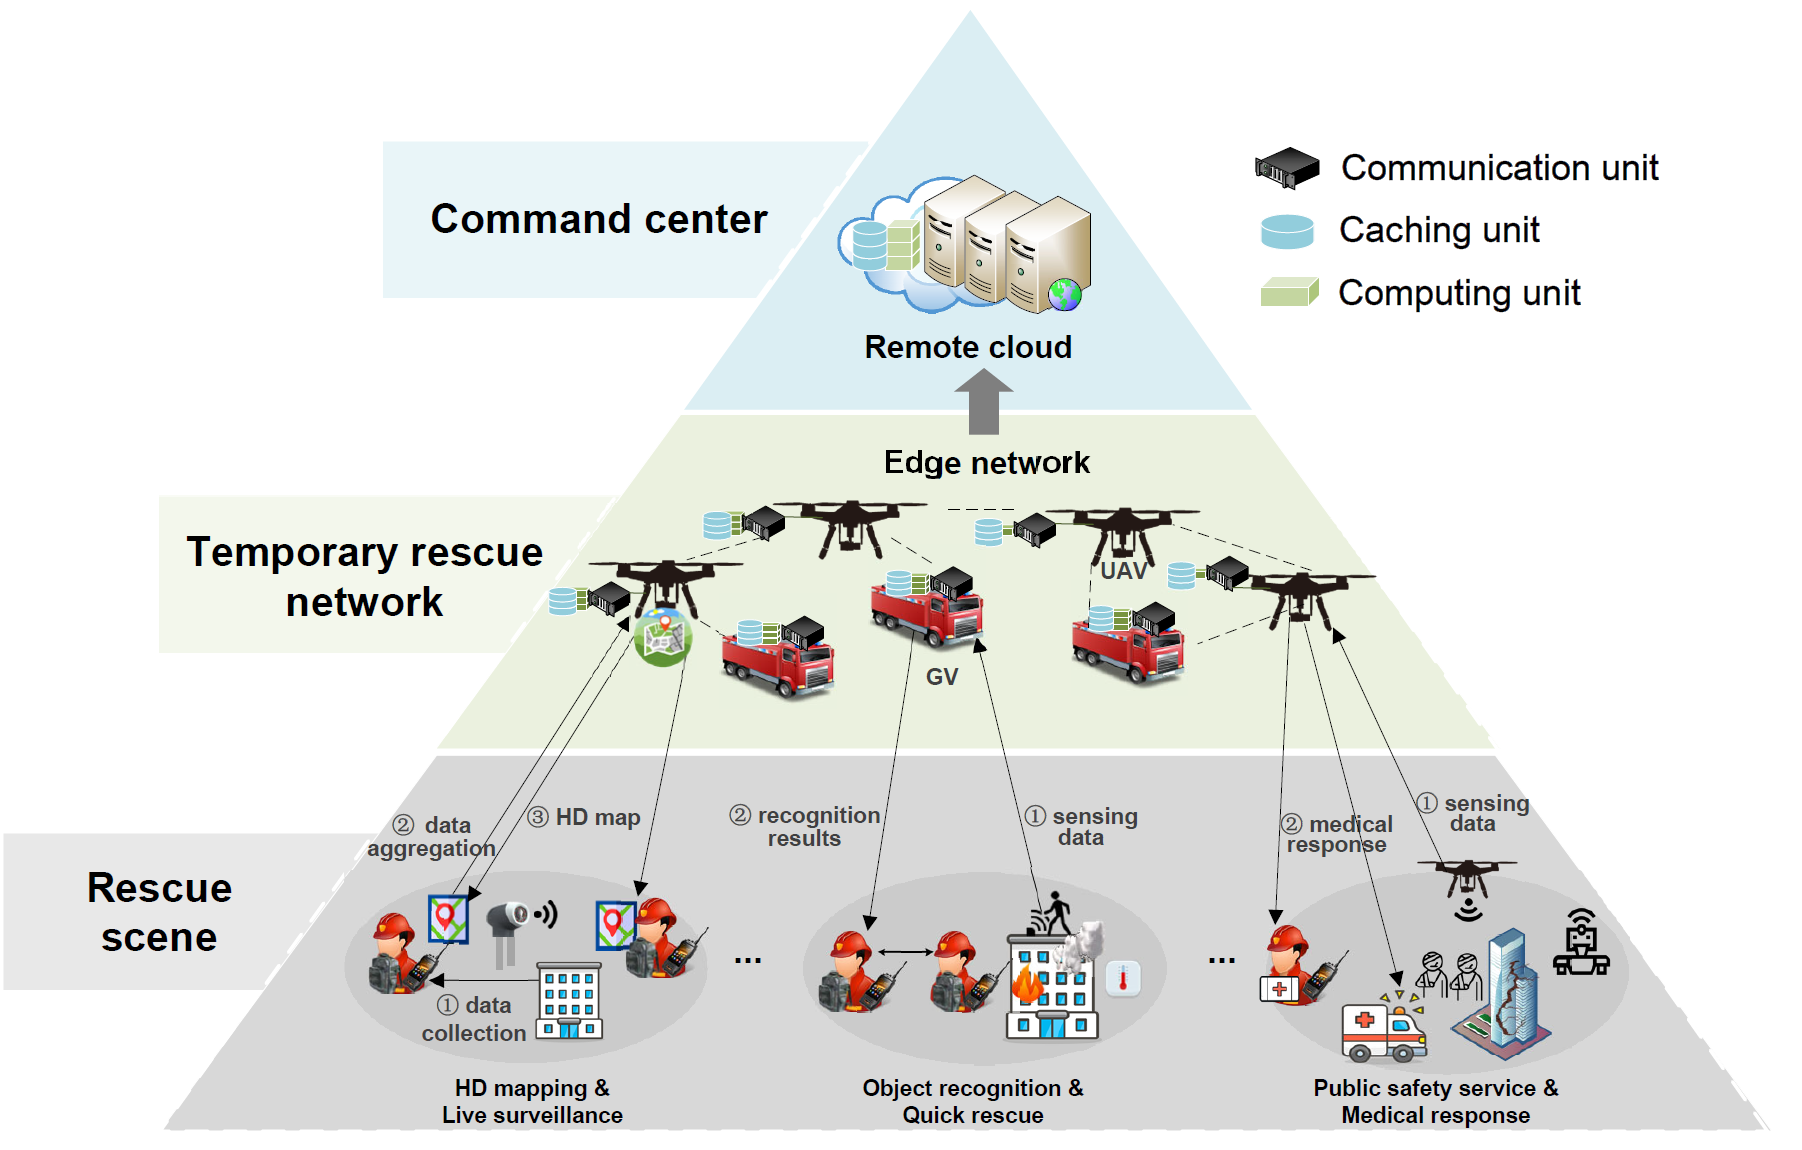 Command center
Remote cloud
Communication unit
Caching unit
Computing unit
Temporary rescue
network
Edge network
UAV
GV
Rescue
scene
② data
aggregation
③ HD map
① data
collection
HD mapping &
Live surveillance
...
② recognition
results
① sensing
data
Object recognition &
Quick rescue
...
② medical
response
① sensing
data
Public safety service &
Medical response